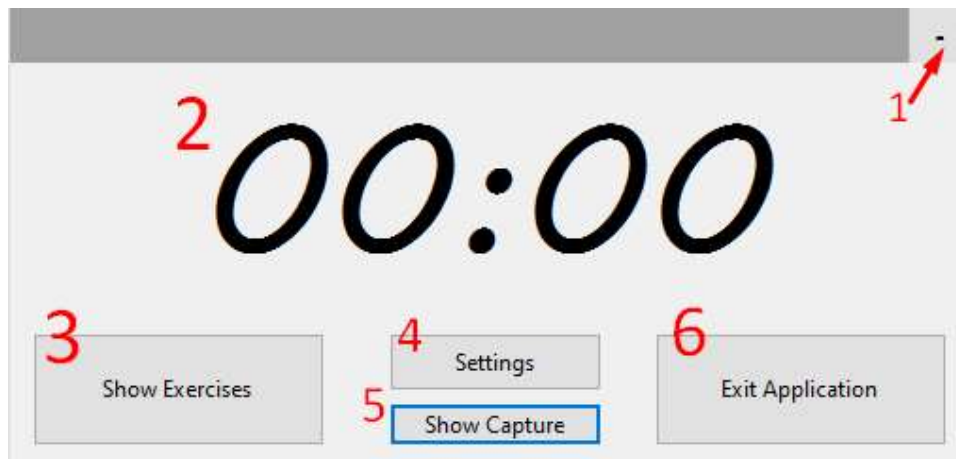 -
1
2
00:00
3
Show Exercises
4
Settings
5
Show Capture
6
Exit Application